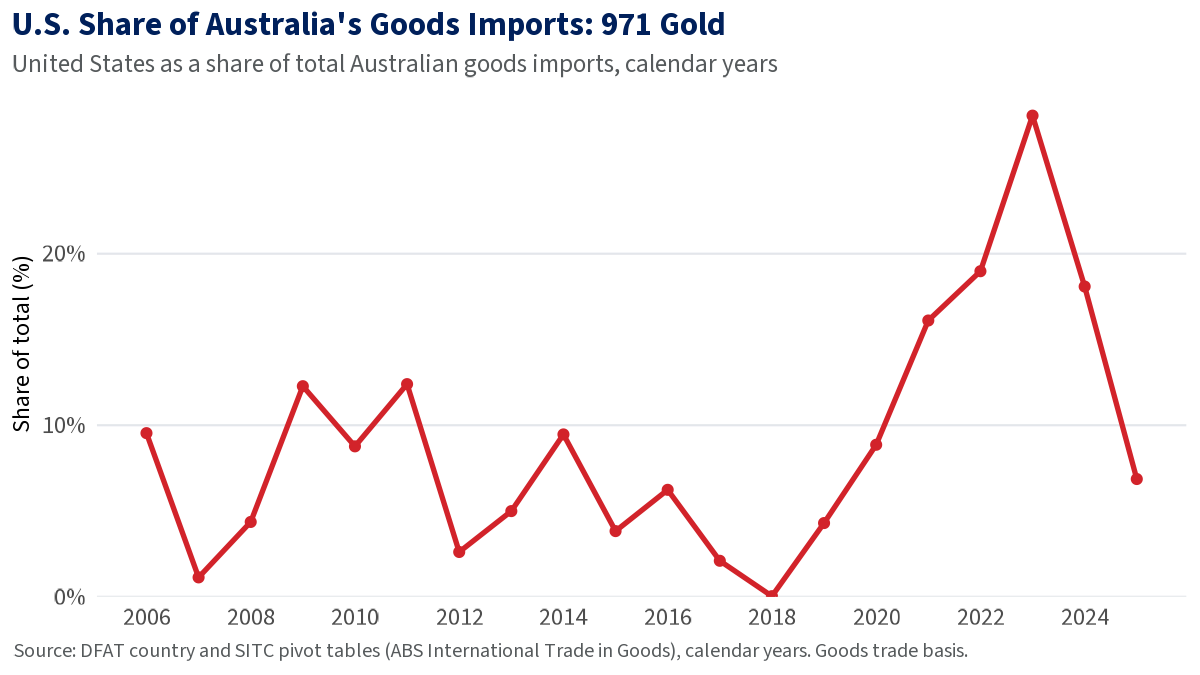 U.S. Share of Australia's Goods Imports: 971 Gold
United States as a share of total Australian goods imports, calendar years
Share of total (%)
20%
10%
0%
2006 2008 2010 2012 2014 2016 2018 2020 2022 2024
Source: DFAT country and SITC pivot tables (ABS International Trade in Goods), calendar years. Goods trade basis.